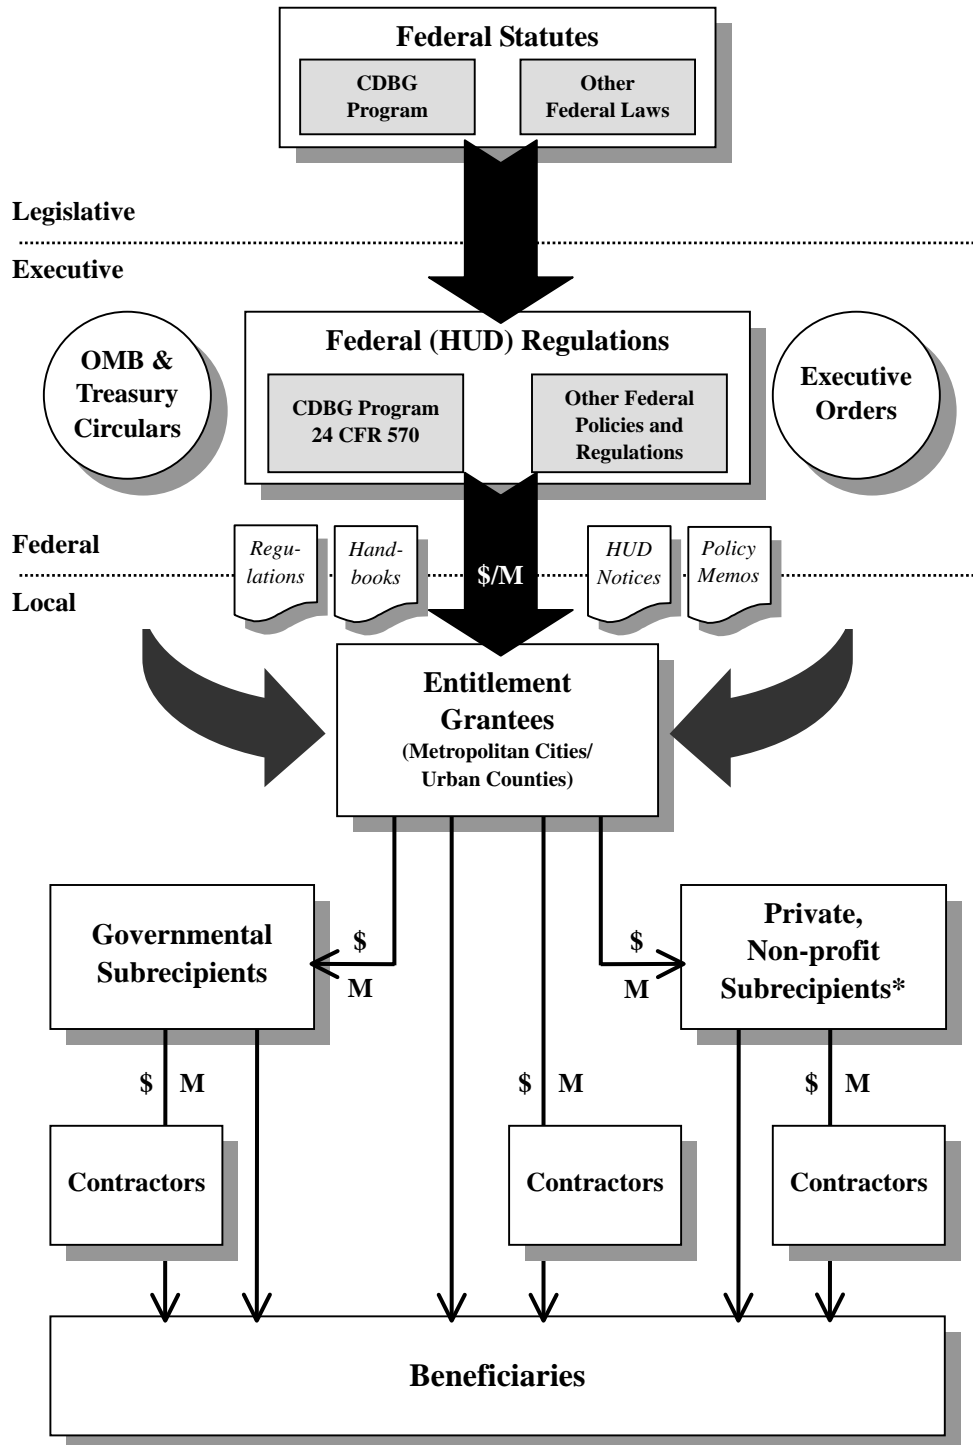 Federal Statutes
CDBG
Program
Other
Federal Laws
Legislative
Executive
OMB &
Treasury
Circulars
Federal (HUD) Regulations
CDBG Program
24 CFR 570
Other Federal
Policies and
Regulations
Executive
Orders
Federal
Local
Regu-
lations
Hand-
books
$/M
HUD
Notices
Policy
Memos
Entitlement
Grantees
(Metropolitan Cities/
Urban Counties)
Governmental
Subrecipients
$
M
$
M
Private,
Non-profit
Subrecipients*
$ M
$ M
$ M
Contractors
Contractors
Contractors
Beneficiaries